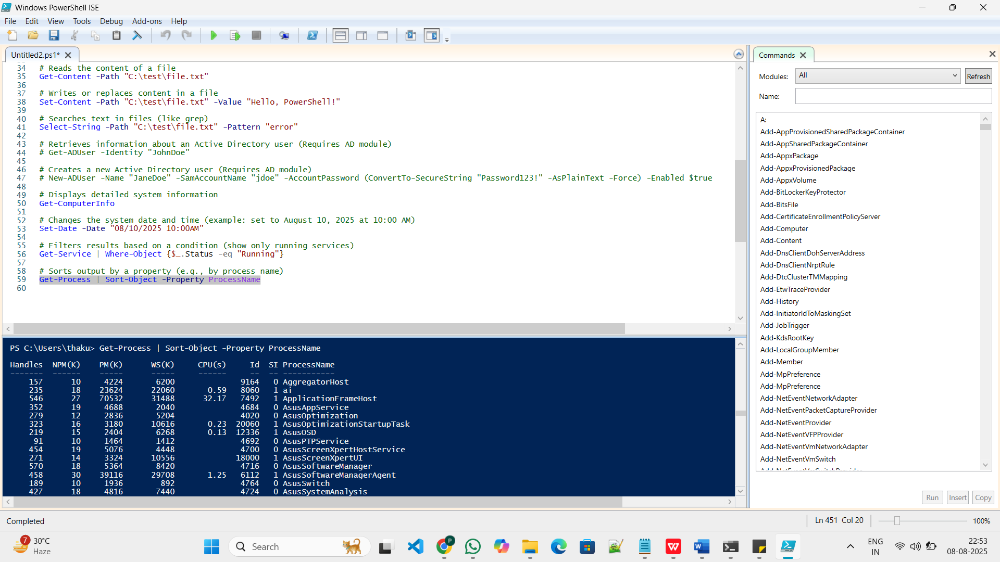 Windows PowerShell ISE
File Edit View Tools Debug Add-ons Help
Untitled2.ps1*
34 # Reads the content of a file
35 Get-Content -Path "C:\test\file.txt"
36
37 # Writes or replaces content in a file
38 Set-Content -Path "C:\test\file.txt" -Value "Hello, PowerShell!"
39
40 # Searches text in files (like grep)
41 Select-String -Path "C:\test\file.txt" -Pattern "error"
42
43 # Retrieves information about an Active Directory user (Requires AD module)
44 # Get-ADUser -Identity "JohnDoe"
45
46 # Creates a new Active Directory user (Requires AD module)
47 # New-ADUser -Name "JaneDoe" -SamAccountName "jdoe" -AccountPassword (ConvertTo-SecureString "Password123!" -AsPlainText -Force) -Enabled $true
48
49 # Displays detailed system information
50 Get-ComputerInfo
51
52 # Changes the system date and time (example: set to August 10, 2025 at 10:00 AM)
53 Set-Date -Date "08/10/2025 10:00AM"
54
55 # Filters results based on a condition (show only running services)
56 Get-Service | Where-Object {$_.Status -eq "Running"}
57
58 # Sorts output by a property (e.g., by process name)
59 Get-Process | Sort-Object -Property ProcessName
60
PS C:\Users\thaku> Get-Process | Sort-Object -Property ProcessName
Handles NPM(K) PM(K) WS(K) CPU(s) Id SI ProcessName
------- ------ ----- ----- ------ -- -- -----------
157 10 4224 6200 9164 0 AggregatorHost
235 18 23624 22060 0.59 8060 1 ai
546 27 70532 31488 32.17 7492 1 ApplicationFrameHost
352 19 4688 2040 4684 0 AsusAppService
279 12 2836 5204 4020 0 AsusOptimization
323 16 3180 10616 0.23 20060 1 AsusOptimizationStartupTask
219 15 2404 6268 0.13 12336 1 AsusOSD
91 10 1464 1412 4692 0 AsusPTPService
454 19 5076 4448 4700 0 AsusScreenXpertHostService
271 14 3324 10556 18000 1 AsusScreenXpertUI
570 18 5364 8420 4716 0 AsusSoftwareManager
458 30 39116 29708 1.25 6112 1 AsusSoftwareManagerAgent
189 10 1936 892 4764 0 AsusSwitch
427 18 4816 7440 4724 0 AsusSystemAnalysis
Commands
Modules: All Refresh
Name:
A:
Add-AppProvisionedSharedPackageContainer
Add-AppSharedPackageContainer
Add-AppxPackage
Add-AppxProvisionedPackage
Add-AppxVolume
Add-BitLockerKeyProtector
Add-BitsFile
Add-CertificateEnrollmentPolicyServer
Add-Computer
Add-Content
Add-DnsClientDohServerAddress
Add-DnsClientNrptRule
Add-DtcClusterTMMapping
Add-EtwTraceProvider
Add-History
Add-InitiatorIdToMaskingSet
Add-JobTrigger
Add-KdsRootKey
Add-LocalGroupMember
Add-Member
Add-MpPreference
Add-MpPreference
Add-NetEventNetworkAdapter
Add-NetEventPacketCaptureProvider
Add-NetEventProvider
Add-NetEventVFPProvider
Add-NetEventVmNetworkAdapter
Add-NetEventVmSwitch
Run Insert Copy
Completed
Ln 451 Col 20
100%
7
30°C
Haze
Search
P
ENG
IN
22:53
08-08-2025